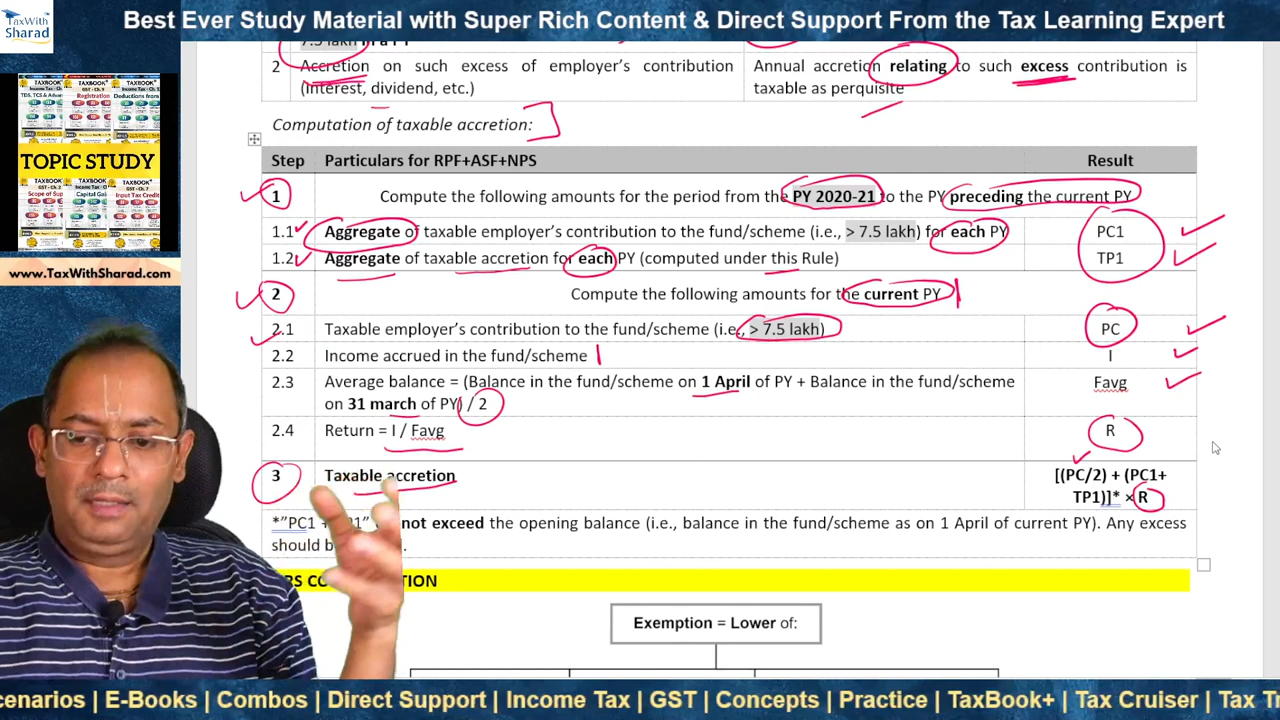 TaxWith
Sharad
Best Ever Study Material with Super Rich Content & Direct Support From the Tax Learning Expert
7.5 lakh in a PY
2 Accretion on such excess of employer's contribution Annual accretion relating to such excess contribution is
(interest, dividend, etc.) taxable as perquisite
Computation of taxable accretion:
Step Particulars for RPF+ASF+NPS Result
1 Compute the following amounts for the period from the PY 2020-21 to the PY preceding the current PY
1.1 Aggregate of taxable employer's contribution to the fund/scheme (i.e., > 7.5 lakh) for each PY PC1
1.2 Aggregate of taxable accretion for each PY (computed under this Rule) TP1
2 Compute the following amounts for the current PY
2.1 Taxable employer's contribution to the fund/scheme (i.e., > 7.5 lakh) PC
2.2 Income accrued in the fund/scheme I
2.3 Average balance = (Balance in the fund/scheme on 1 April of PY + Balance in the fund/scheme Favg
on 31 march of PY) / 2
2.4 Return = I / Favg R
3 Taxable accretion [(PC/2) + (PC1+
TP1)]* × R
*"PC1 + not exceed the opening balance (i.e., balance in the fund/scheme as on 1 April of current PY). Any excess
should
Exemption = Lower of:
TAXBOOK
TOPIC STUDY
www.TaxWithSharad.com
cenarios | E-Books | Combos | Direct Support | Income Tax | GST | Concepts | Practice | TaxBook+ | Tax Cruiser | Tax T